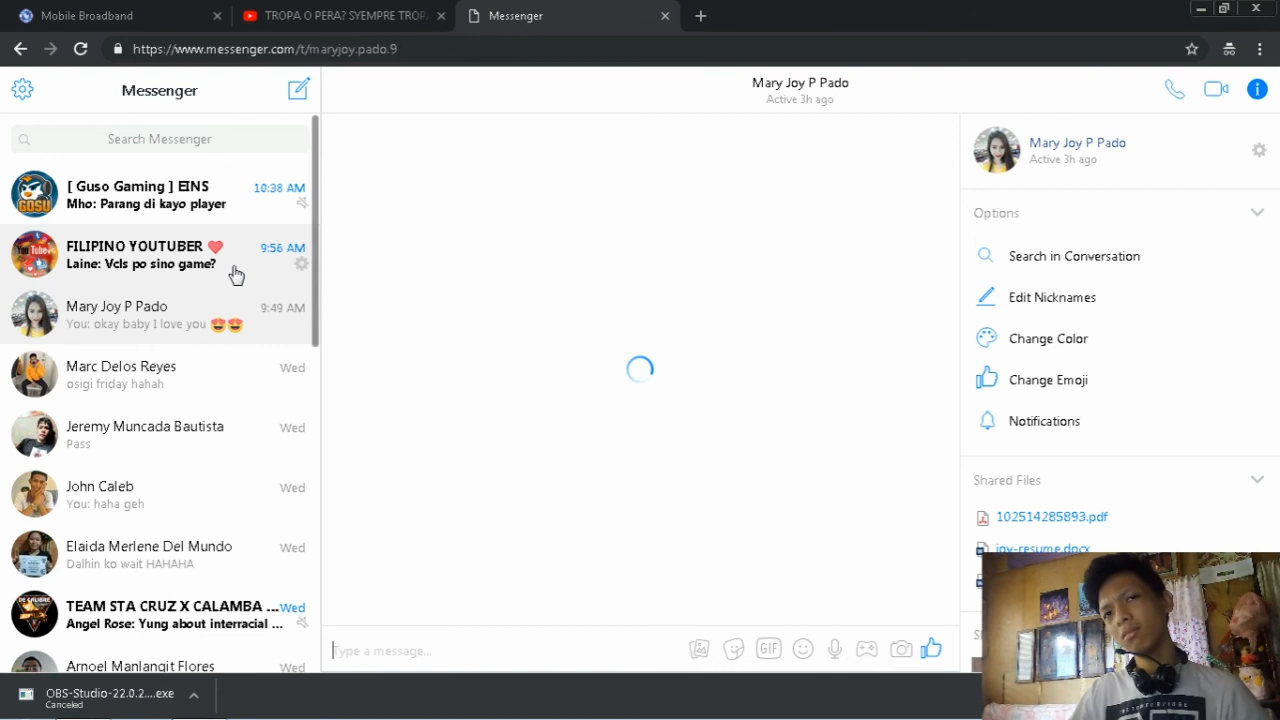 Mobile Broadband
TROPA O PERA? SYEMPRE TROP
Messenger
https://www.messenger.com/t/maryjoy.pado.9
Messenger
Search Messenger
[ Guso Gaming ] EINS
10:38 AM
Mho: Parang di kayo player
FILIPINO YOUTUBER ❤️
9:56 AM
Laine: Vcls po sino game?
Mary Joy P Pado
9:49 AM
You: okay baby I love you 😍😍
Marc Delos Reyes
Wed
osigi friday hahah
Jeremy Muncada Bautista
Wed
Pass
John Caleb
Wed
You: haha geh
Elaida Merlene Del Mundo
Wed
Dalhin ko wait HAHAHA
TEAM STA CRUZ X CALAMBA ...
Wed
Angel Rose: Yung about interracial ...
Arnoel Manlangit Flores
Wed
Mary Joy P Pado
Active 3h ago
Type a message...
GIF
Mary Joy P Pado
Active 3h ago
Options
Search in Conversation
Edit Nicknames
Change Color
Change Emoji
Notifications
Shared Files
102514285893.pdf
joy-resume.docx
OBS-Studio-22.0.2....exe
Canceled